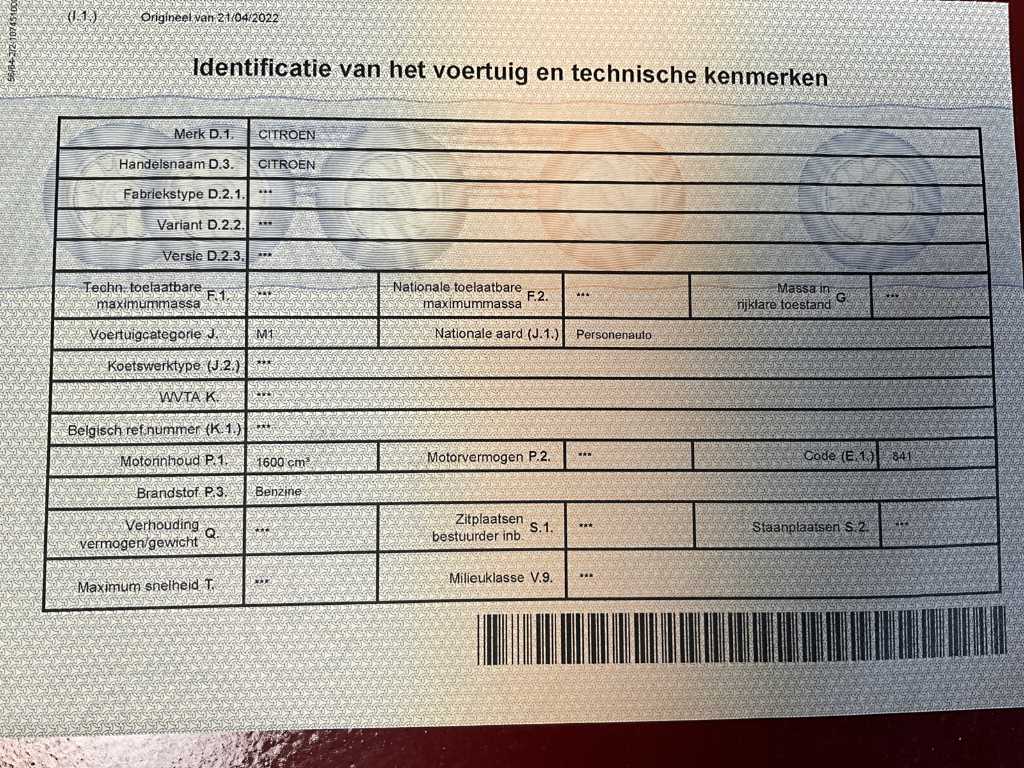 (I.1.) Origineel van 21/04/2022
Identificatie van het voertuig en technische kenmerken
Merk D.1. CITROEN
Handelsnaam D.3. CITROEN
Fabriekstype D.2.1. ***
Variant D.2.2. ***
Versie D.2.3. ***
Techn. toelaatbare maximummassa F.1. *** Nationale toelaatbare maximummassa F.2. *** Massa in rijklare toestand G. ***
Voertuigcategorie J. M1 Nationale aard (J.1.) Personenauto
Koetswerktype (J.2.) ***
WVTA K. ***
Belgisch ref.nummer (K.1.) ***
Motorinhoud P.1. 1600 cm³ Motorvermogen P.2. *** Code (E.1.) 841
Brandstof P.3. Benzine
Verhouding vermogen/gewicht Q. *** Zitplaatsen bestuurder inb. S.1. *** Staanplaatsen S.2. ***
Maximum snelheid T. *** Milieuklasse V.9. ***